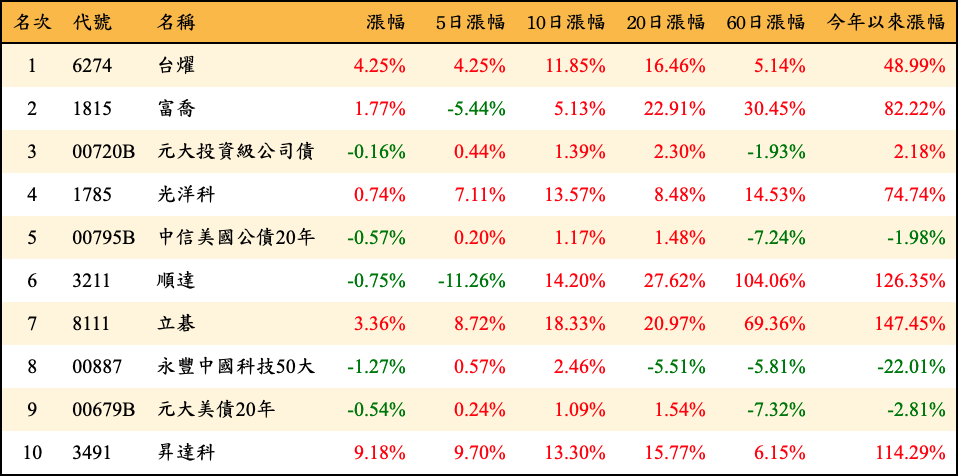 名次 代號 名稱 漲幅 5日漲幅 10日漲幅 20日漲幅 60日漲幅 今年以來漲幅
1 6274 台燿 4.25% 4.25% 11.85% 16.46% 5.14% 48.99%
2 1815 富喬 1.77% -5.44% 5.13% 22.91% 30.45% 82.22%
3 00720B 元大投資級公司債 -0.16% 0.44% 1.39% 2.30% -1.93% 2.18%
4 1785 光洋科 0.74% 7.11% 13.57% 8.48% 14.53% 74.74%
5 00795B 中信美國公債20年 -0.57% 0.20% 1.17% 1.48% -7.24% -1.98%
6 3211 順達 -0.75% -11.26% 14.20% 27.62% 104.06% 126.35%
7 8111 立碁 3.36% 8.72% 18.33% 20.97% 69.36% 147.45%
8 00887 永豐中國科技50大 -1.27% 0.57% 2.46% -5.51% -5.81% -22.01%
9 00679B 元大美債20年 -0.54% 0.24% 1.09% 1.54% -7.32% -2.81%
10 3491 昇達科 9.18% 9.70% 13.30% 15.77% 6.15% 114.29%